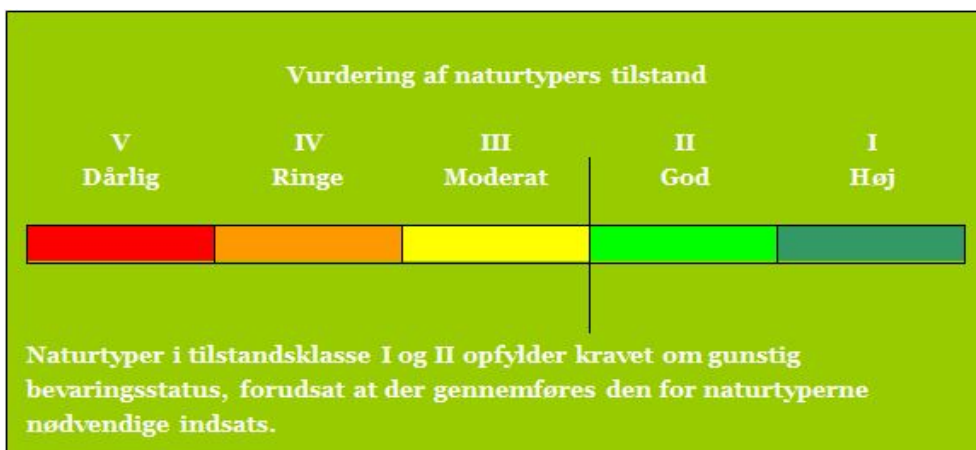 Vurdering af naturtypers tilstand
V IV III II I
Dårlig Ringe Moderat God Høj
Naturtyper i tilstandsklasse I og II opfylder kravet om gunstig
bevaringsstatus, forudsat at der gennemføres den for naturtyperne
nødvendige indsats.